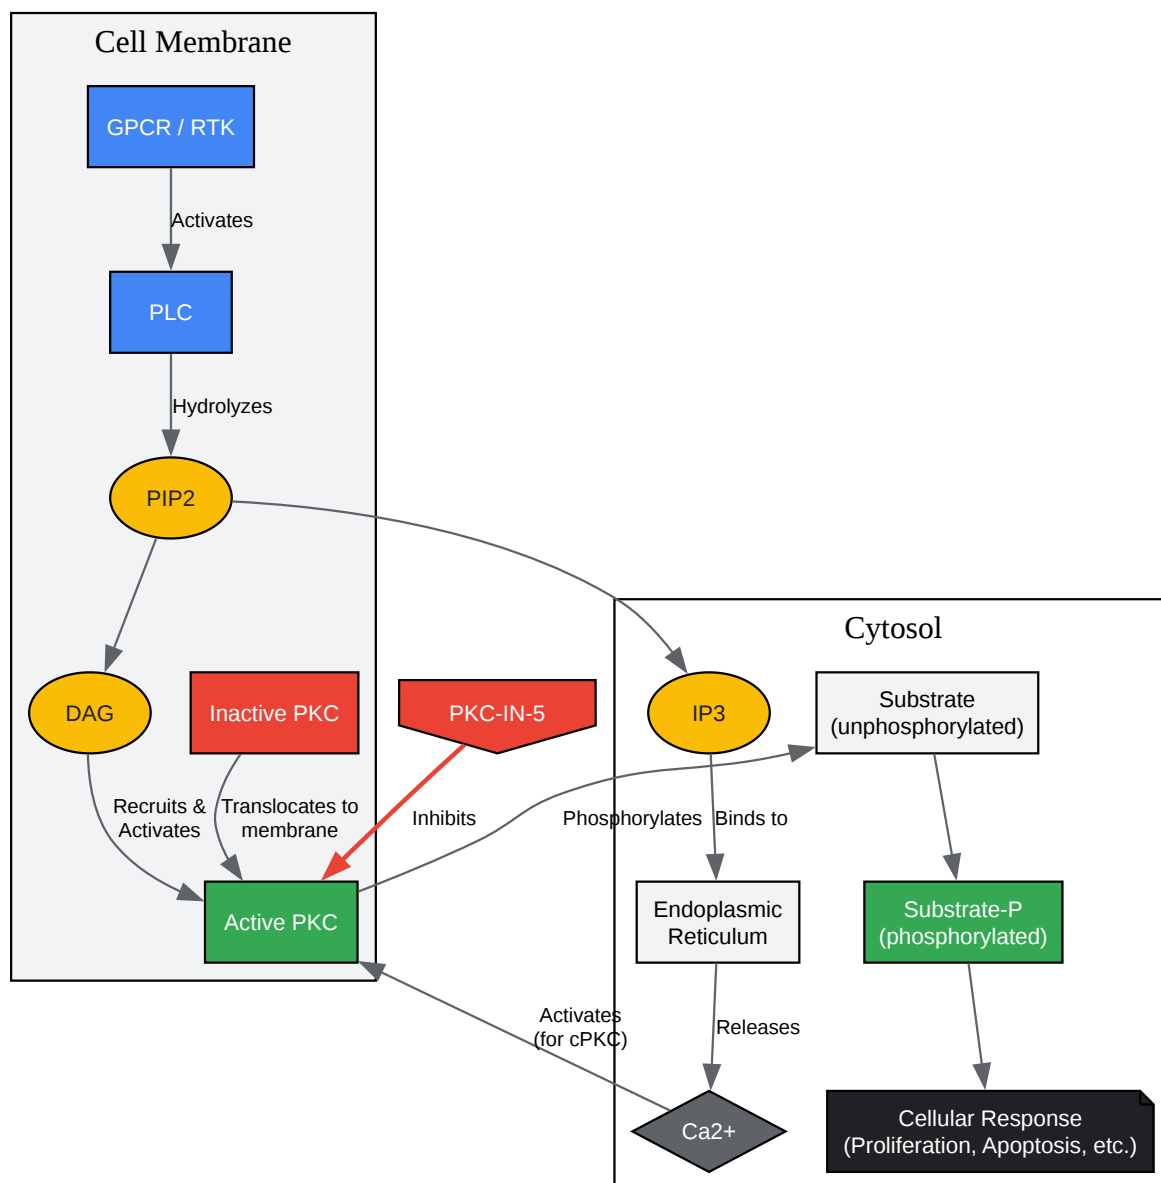 Cell Membrane
GPCR / RTK
Activates
PLC
Hydrolyzes
PIP2
Cytosol
DAG
Inactive PKC
PKC-IN-5
IP3
Substrate
(unphosphorylated)
Recruits &
Activates
Translocates to
membrane
Inhibits
Phosphorylates
Binds to
Active PKC
Endoplasmic
Reticulum
Substrate-P
(phosphorylated)
Activates
(for cPKC)
Releases
Ca2+
Cellular Response
(Proliferation, Apoptosis, etc.)